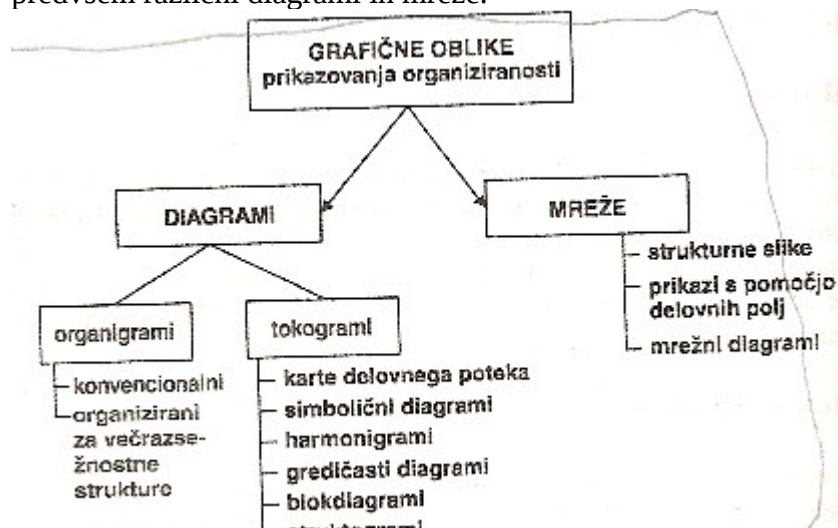 predvsem različni diagrami in mreže.
GRAFIČNE OBLIKE
prikazovanja organiziranosti
DIAGRAMI
MREŽE
strukturne slike
prikazi s pomočjo
delovnih polj
mrežni diagrami
organigrami
konvencionalni
organizirani
za večrazse-
žnostne
strukture
tokogrami
karte delovnega poteka
simbolični diagrami
harmonigrami
gredičasti diagrami
blokdiagrami